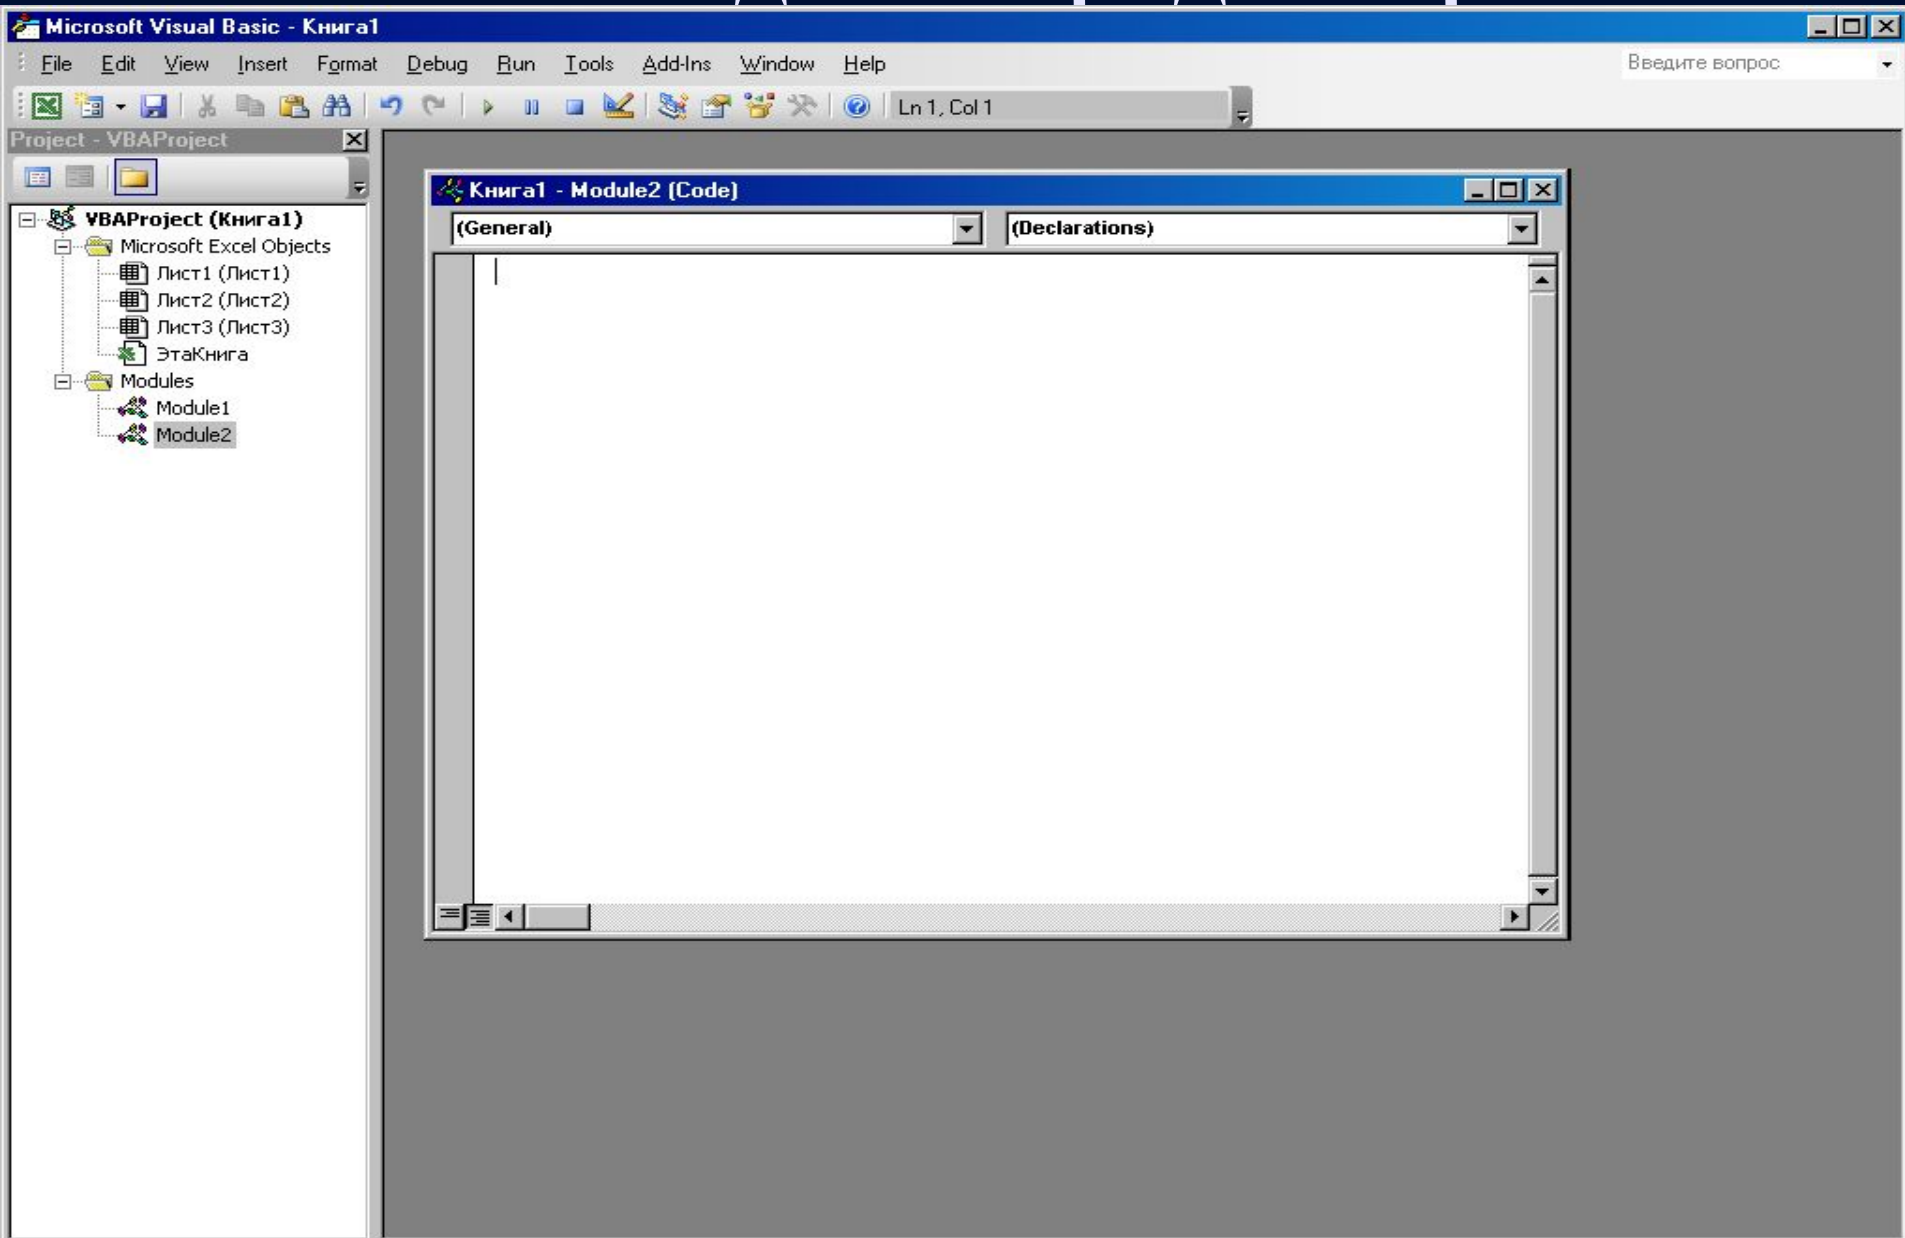 Microsoft Visual Basic - Книга1
File Edit View Insert Format Debug Run Tools Add-Ins Window Help Введите вопрос
Ln 1, Col 1
Project - VBAProject
VBAProject (Книга1)
Microsoft Excel Objects
Лист1 (Лист1)
Лист2 (Лист2)
Лист3 (Лист3)
ЭтаКнига
Modules
Module1
Module2
Книга1 - Module2 (Code)
(General) (Declarations)